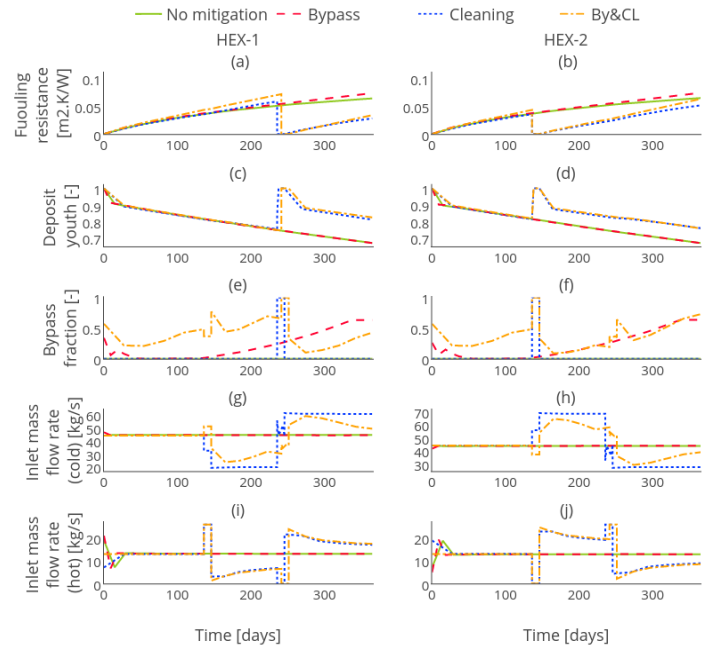 No mitigation Bypass Cleaning By&CL
HEX-1 HEX-2
(a) (b)
Fuouling
resistance
[m2.K/W]
0.1
0.05
0
0 100 200 300
0.1
0.05
0
0 100 200 300
(c) (d)
Deposit
youth [-]
1
0.9
0.8
0.7
0 100 200 300
1
0.9
0.8
0.7
0 100 200 300
(e) (f)
Bypass
fraction [-]
1
0.5
0
0 100 200 300
1
0.5
0
0 100 200 300
(g) (h)
Inlet mass
flow rate
(cold) [kg/s]
60
50
40
30
20
0 100 200 300
70
60
50
40
30
0 100 200 300
(i) (j)
Inlet mass
flow rate
(hot) [kg/s]
20
10
0
0 100 200 300
20
10
0
0 100 200 300
Time [days] Time [days]